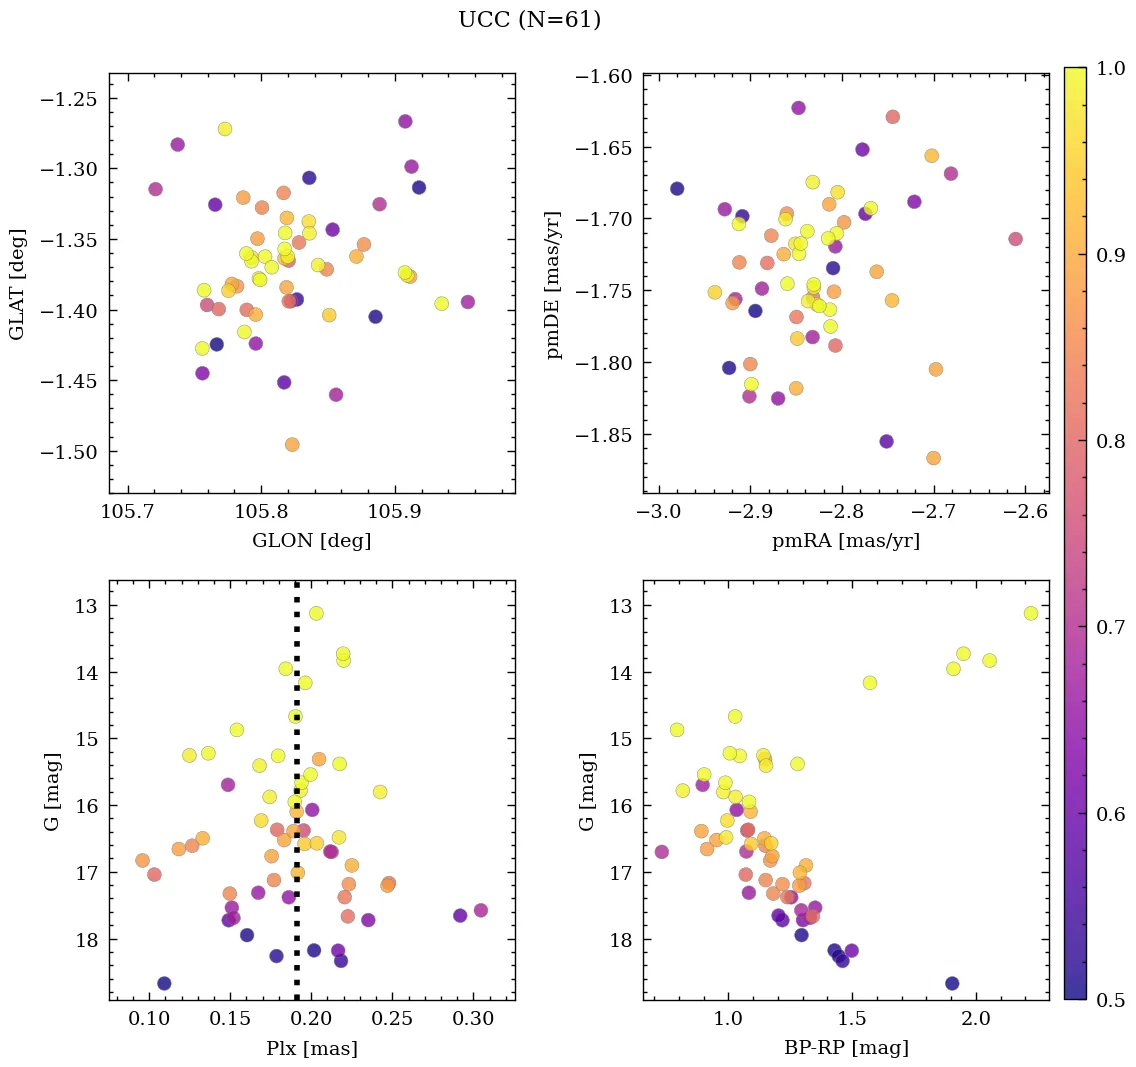 UCC (N=61)
−1.25
−1.30
−1.35
−1.40
−1.45
−1.50
GLAT [deg]
105.7 105.8 105.9
GLON [deg]
−1.60
−1.65
−1.70
−1.75
−1.80
−1.85
pmDE [mas/yr]
−3.0 −2.9 −2.8 −2.7 −2.6
pmRA [mas/yr]
13
14
15
16
17
18
G [mag]
0.10 0.15 0.20 0.25 0.30
Plx [mas]
13
14
15
16
17
18
G [mag]
1.0 1.5 2.0
BP-RP [mag]
1.0
0.9
0.8
0.7
0.6
0.5